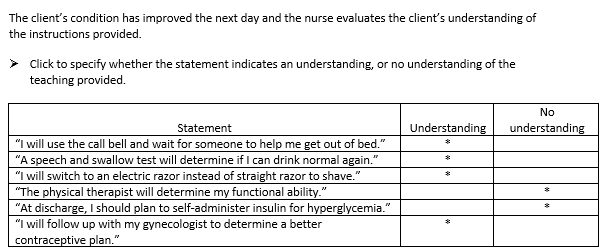 The client’s condition has improved the next day and the nurse evaluates the client’s understanding of
the instructions provided.
➢ Click to specify whether the statement indicates an understanding, or no understanding of the
teaching provided.
Statement Understanding No
understanding
“I will use the call bell and wait for someone to help me get out of bed.” *
“A speech and swallow test will determine if I can drink normal again.” *
“I will switch to an electric razor instead of straight razor to shave.” *
“The physical therapist will determine my functional ability.” *
“At discharge, I should plan to self-administer insulin for hyperglycemia.” *
“I will follow up with my gynecologist to determine a better *
contraceptive plan.”